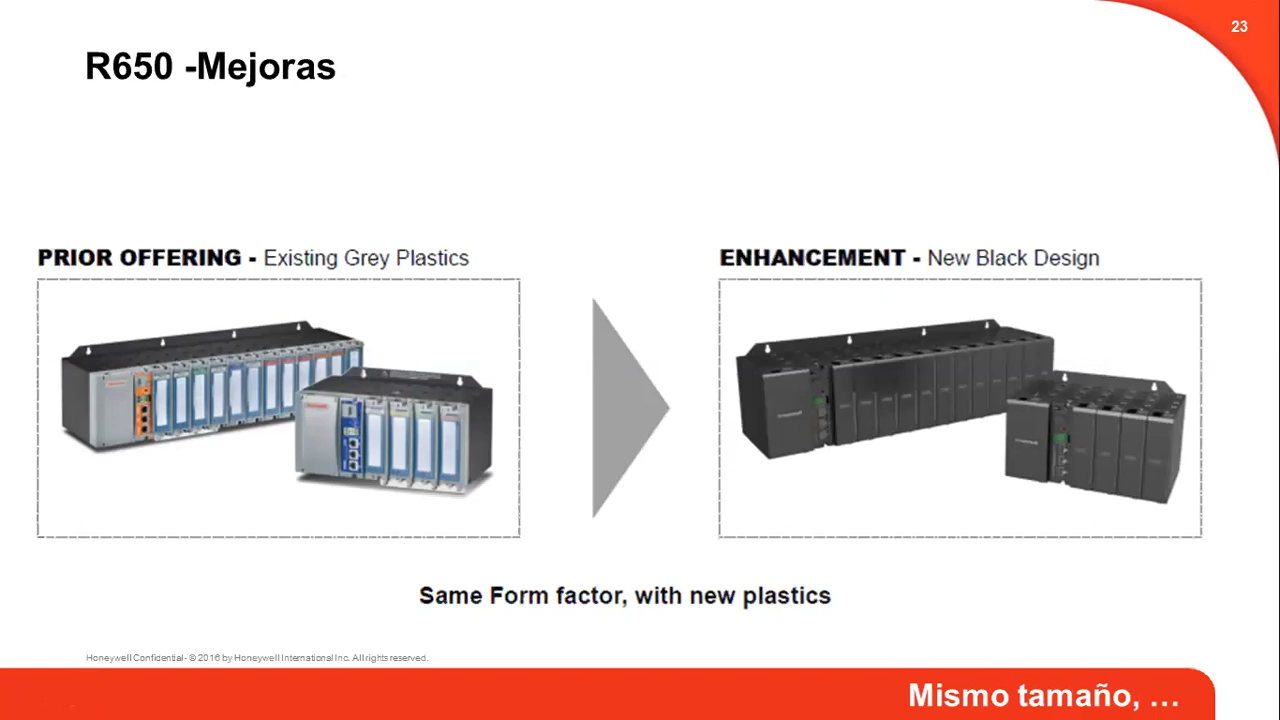 23
R650 -Mejoras
PRIOR OFFERING - Existing Grey Plastics
ENHANCEMENT - New Black Design
Same Form factor, with new plastics
Honeywell Confidential - © 2016 by Honeywell International Inc. All rights reserved.
Mismo tamaño, …